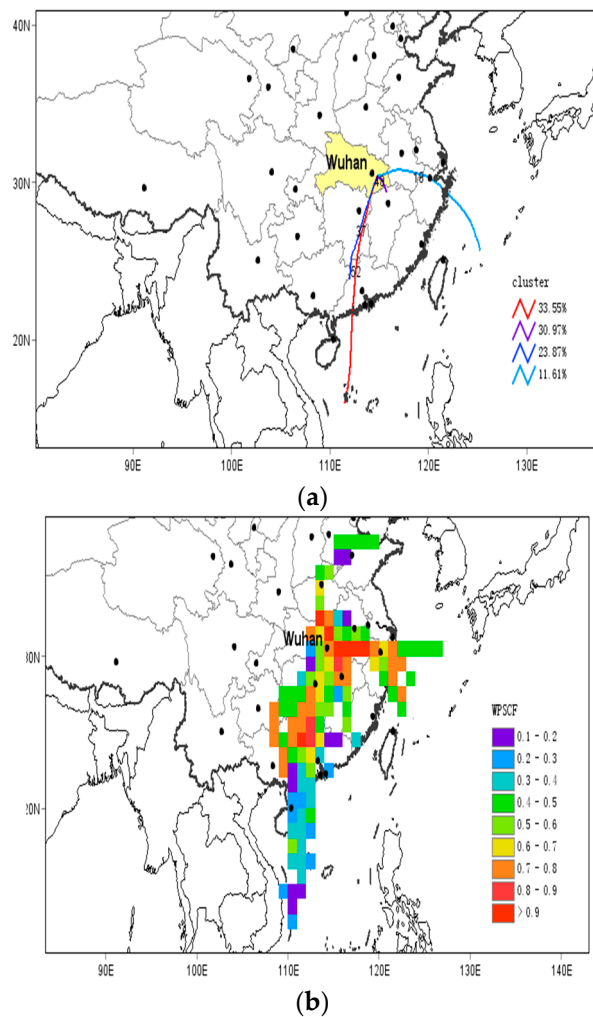 40N
30N
20N
Wuhan
52
cluster
33.55%
30.97%
23.87%
11.61%
90E
100E
110E
120E
130E
(a)
30N
20N
Wuhan
WPSCF
0.1 - 0.2
0.2 - 0.3
0.3 - 0.4
0.4 - 0.5
0.5 - 0.6
0.6 - 0.7
0.7 - 0.8
0.8 - 0.9
>0.9
90E
100E
110E
120E
130E
140E
(b)